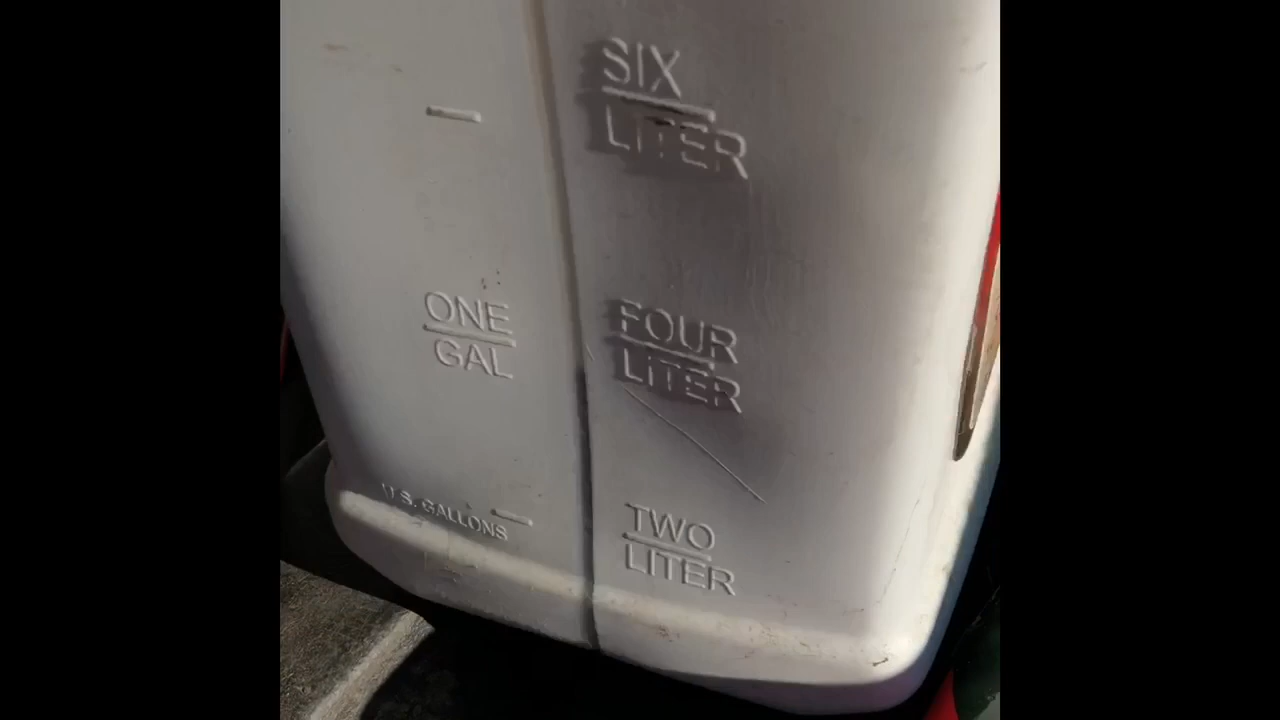 SIX
LITER
ONE
GAL
FOUR
LITER
U.S. GALLONS
TWO
LITER